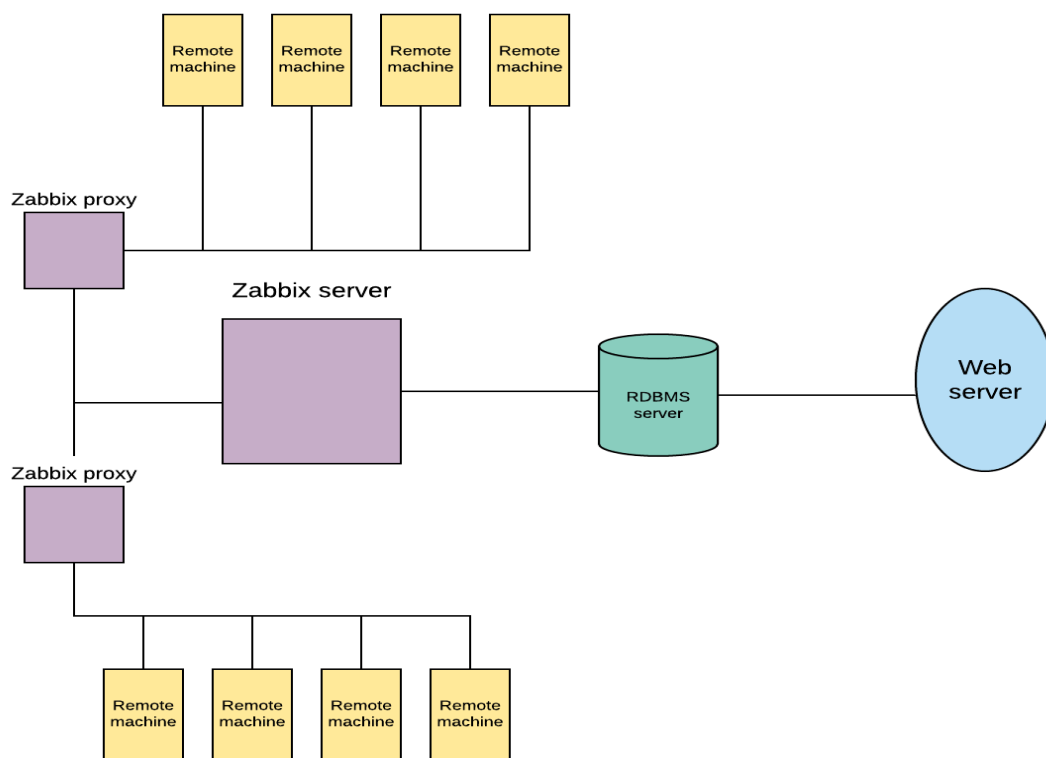 Remote
machine
Remote
machine
Remote
machine
Remote
machine
Zabbix proxy
Zabbix server
RDBMS
server
Web
server
Zabbix proxy
Remote
machine
Remote
machine
Remote
machine
Remote
machine